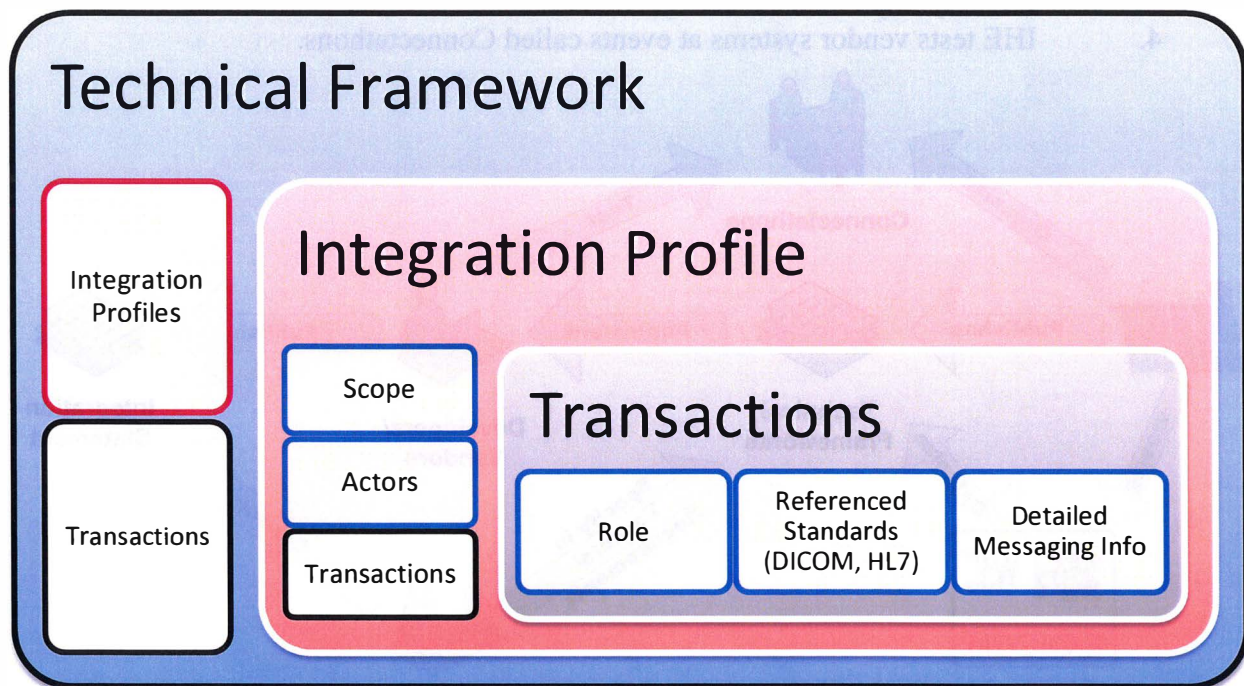 Technical Framework
Integration
Profiles
Transactions
Integration Profile
Scope
Actors
Transactions
Transactions
Role
Referenced
Standards
(DICOM, HL7)
Detailed
Messaging Info